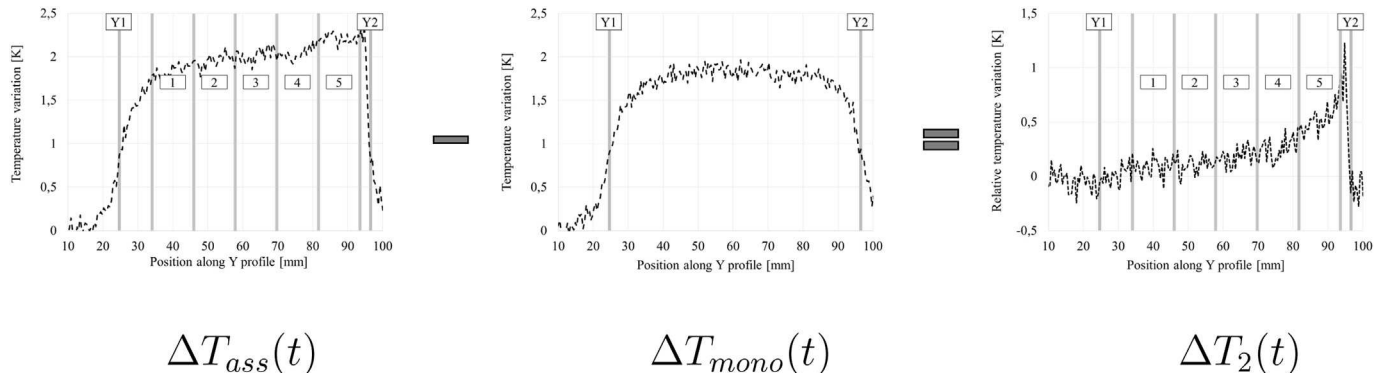 Temperature variation [K]
2,5
2
1,5
1
0,5
0
Y1
Y2
1
2
3
4
5
10 20 30 40 50 60 70 80 90 100
Position along Y profile [mm]
Temperature variation [K]
2,5
2
1,5
1
0,5
0
Y1
Y2
10 20 30 40 50 60 70 80 90 100
Position along Y profile [mm]
Relative temperature variation [K]
1,5
1
0,5
0
-0,5
Y1
Y2
1
2
3
4
5
10 20 30 40 50 60 70 80 90 100
Position along Y profile [mm]
ΔT_{ass}(t)
ΔT_{mono}(t)
ΔT_2(t)